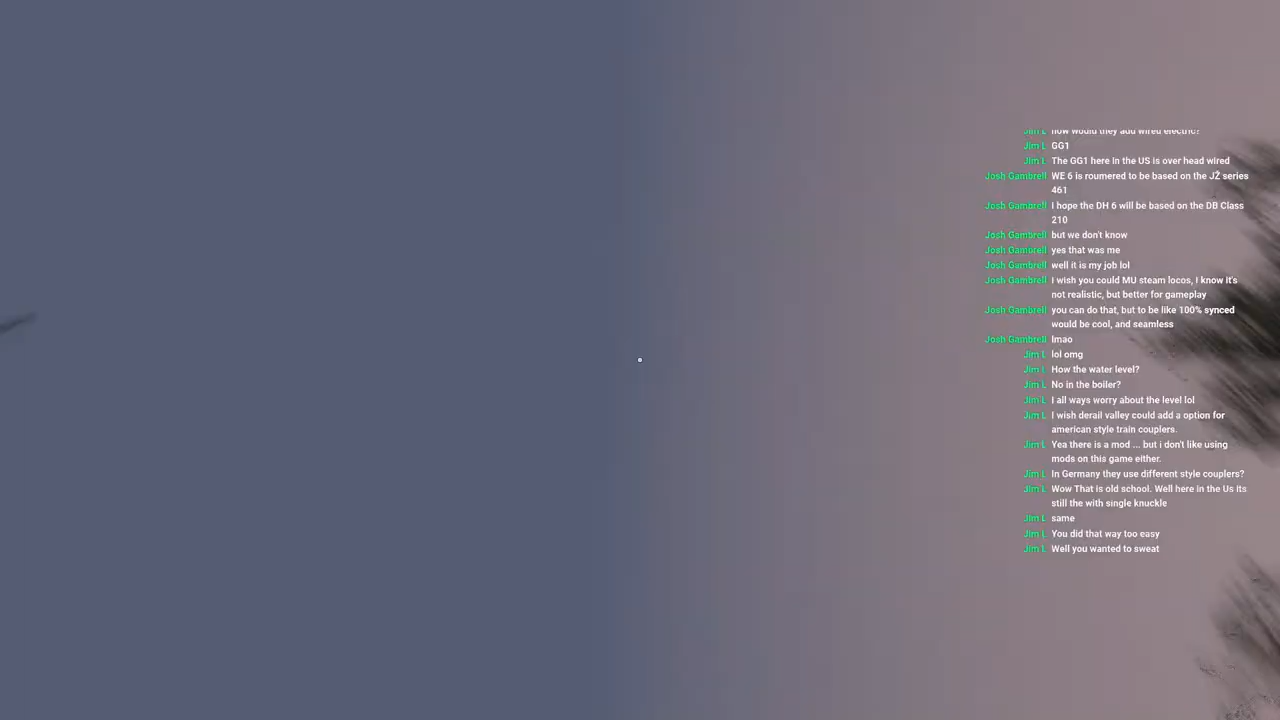 Jim L how would they add wired electric?
Jim L GG1
Jim L The GG1 here in the US is over head wired
Josh Gambrell WE 6 is roumered to be based on the JŽ series
461
Josh Gambrell I hope the DH 6 will be based on the DB Class
210
Josh Gambrell but we don't know
Josh Gambrell yes that was me
Josh Gambrell well it is my job lol
Josh Gambrell I wish you could MU steam locos, I know it's
not realistic, but better for gameplay
Josh Gambrell you can do that, but to be like 100% synced
would be cool, and seamless
Josh Gambrell lmao
Jim L lol omg
Jim L How the water level?
Jim L No in the boiler?
Jim L I all ways worry about the level lol
Jim L I wish derail valley could add a option for
american style train couplers.
Jim L Yea there is a mod ... but i don't like using
mods on this game either.
Jim L In Germany they use different style couplers?
Jim L Wow That is old school. Well here in the Us its
still the with single knuckle
Jim L same
Jim L You did that way too easy
Jim L Well you wanted to sweat